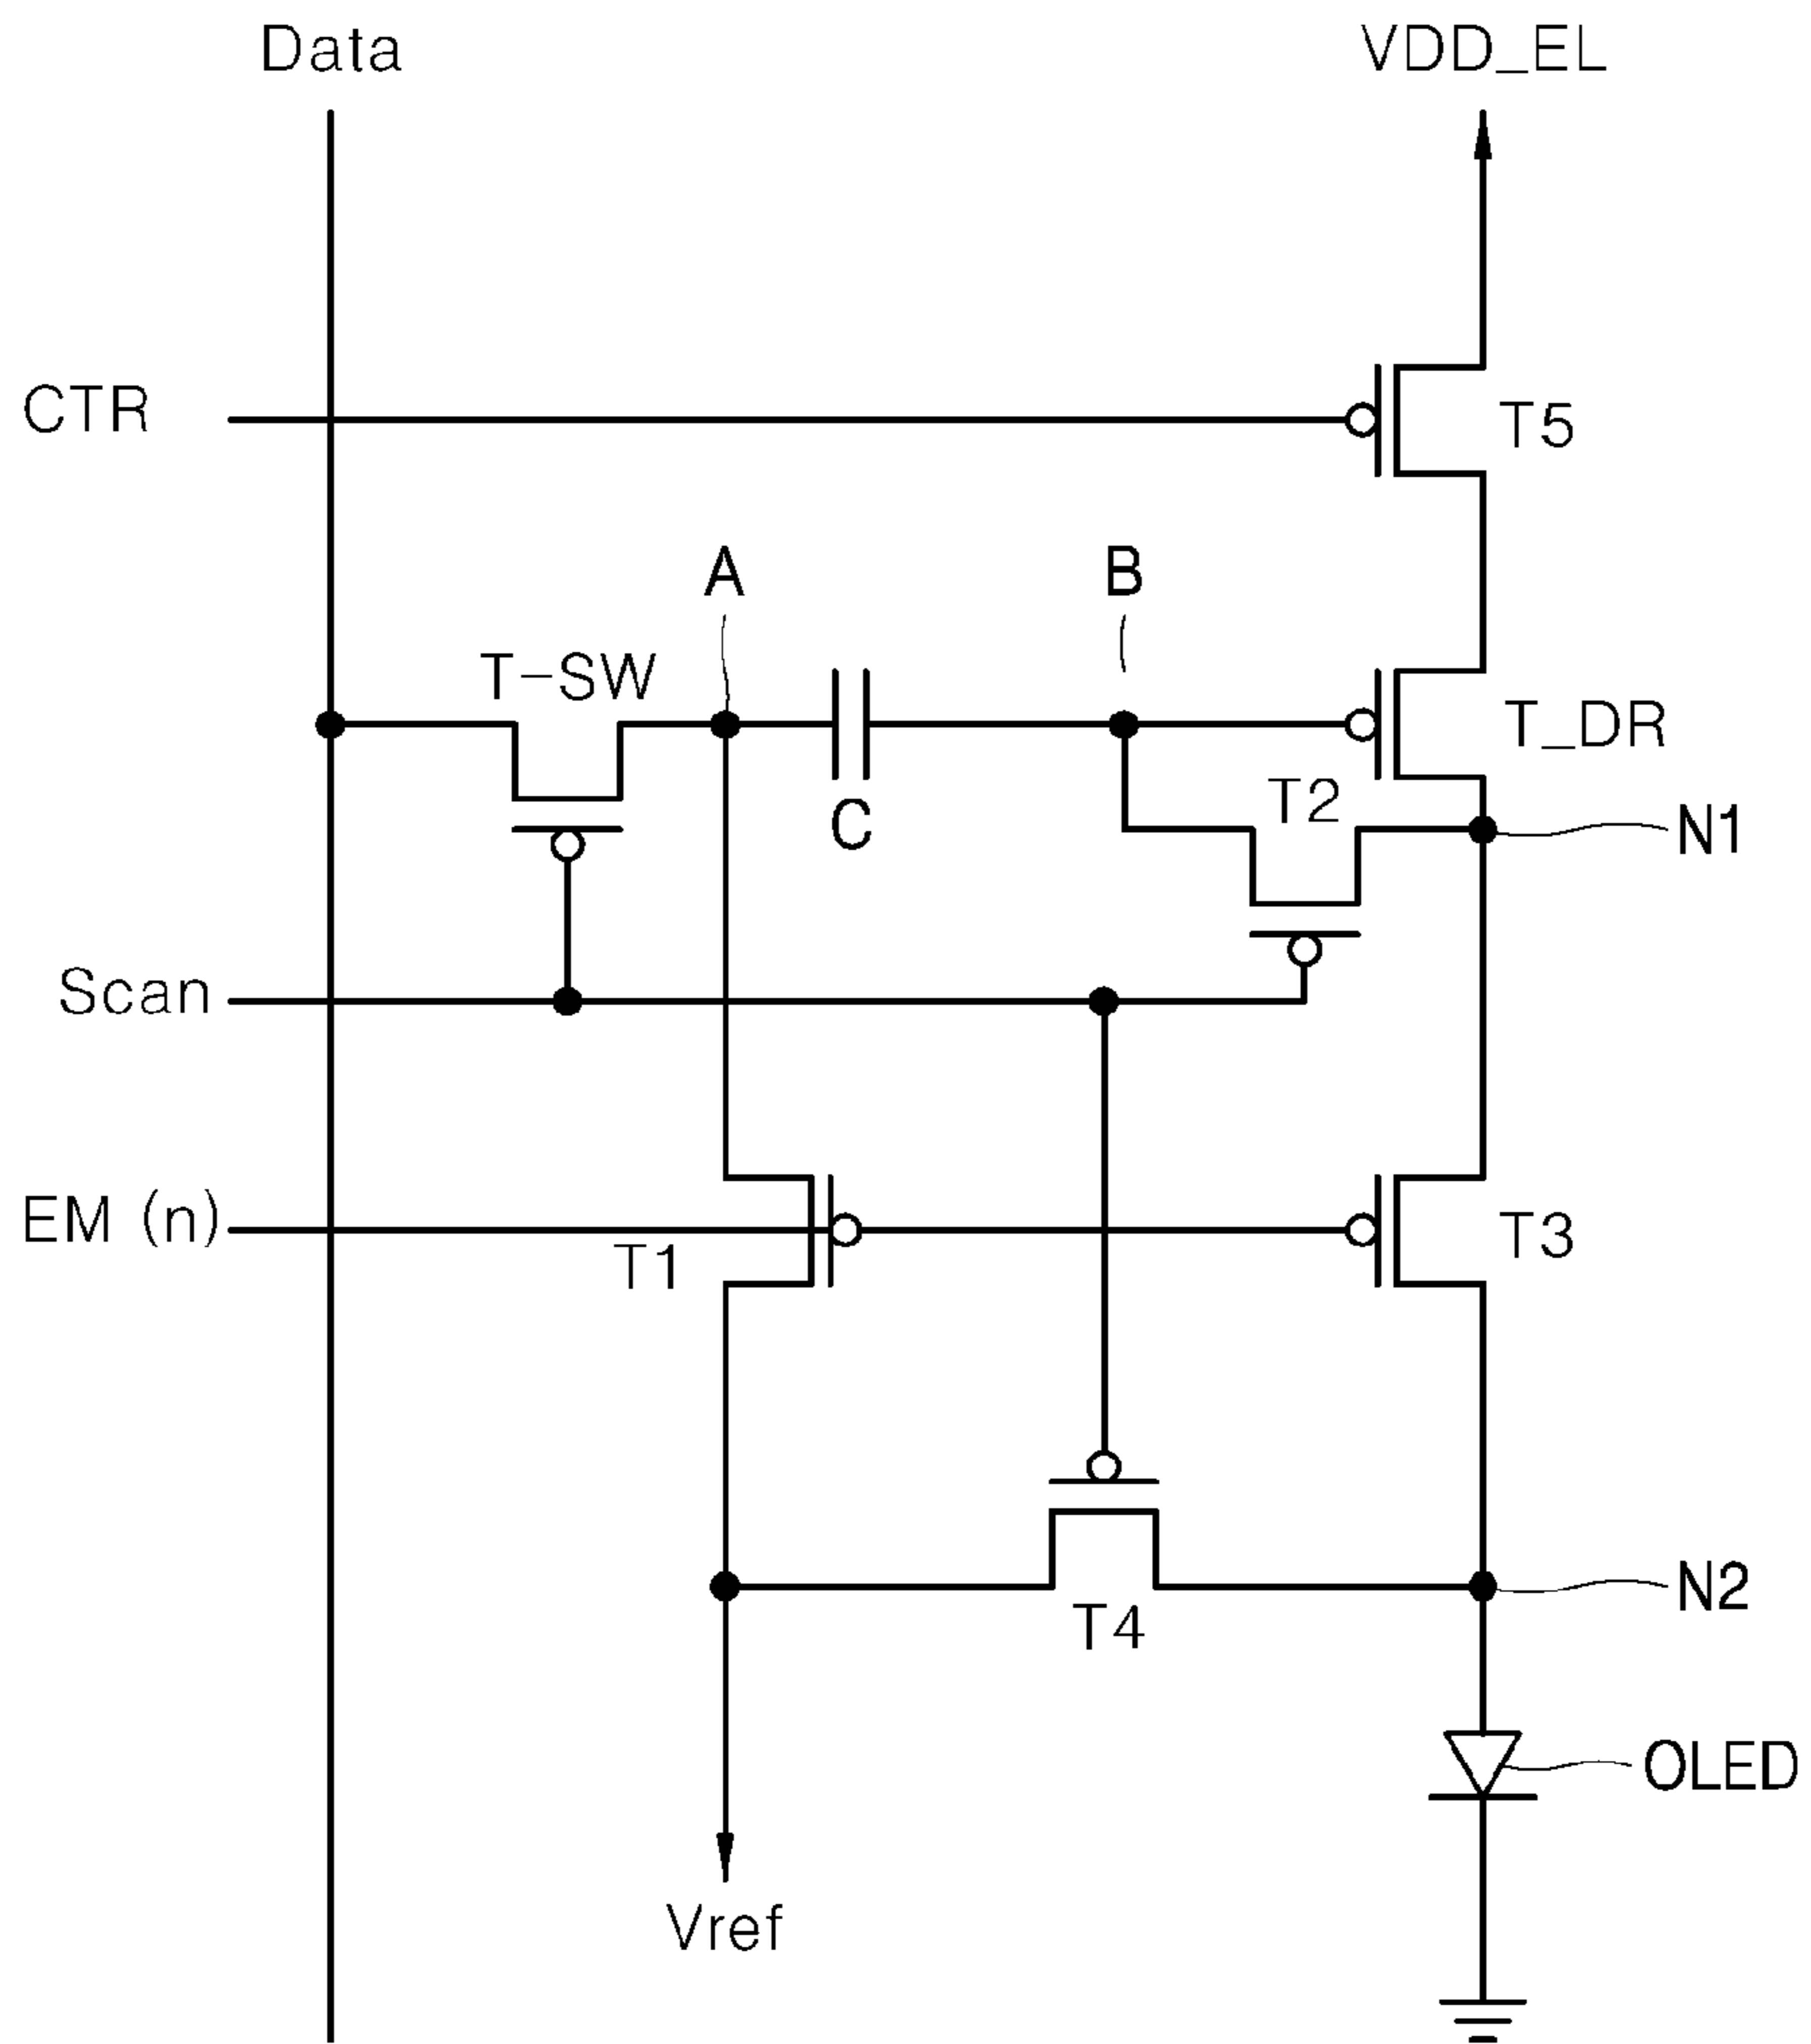 Data
VDD_EL
CTR
T5
A
B
T-SW
T_DR
T2
C
N1
Scan
EM (n)
T1
T3
T4
N2
OLED
Vref